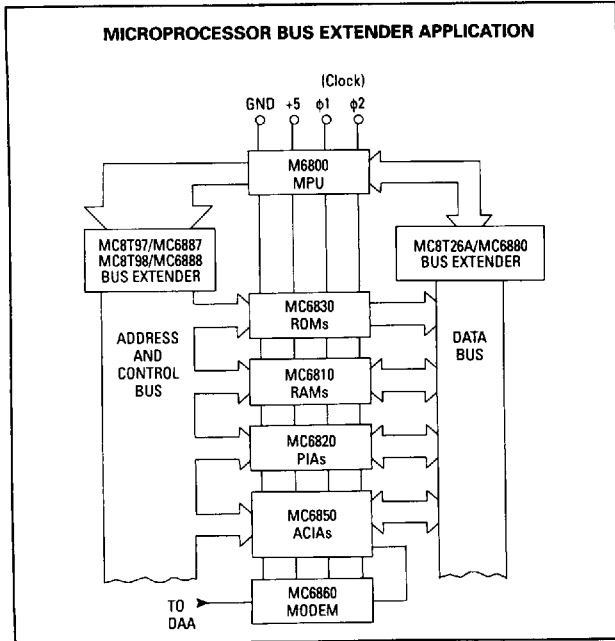 MICROPROCESSOR BUS EXTENDER APPLICATION
(Clock)
GND +5 ϕ1 ϕ2
M6800
MPU
MC8T97/MC6887
MC8T98/MC6888
BUS EXTENDER
MC8T26A/MC6880
BUS EXTENDER
MC6830
ROMs
ADDRESS
AND
CONTROL
BUS
DATA
BUS
MC6810
RAMs
MC6820
PIAs
MC6850
ACIAs
MC6860
MODEM
TO
DAA